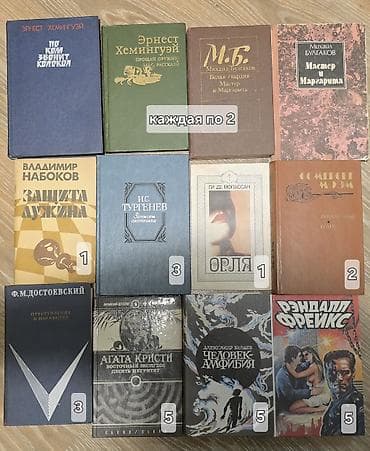 ЭРНЕСТ ХЕМИНГУЭЙ
ПО
КОМ
ЗВОНИТ
КОЛОКОЛ
Эрнест
Хемингуэй
ПРОЩАЙ, ОРУЖИЕ!
М.Б.
Михаил Булгаков
Белая гвардия
Мастер
и Маргарита
Михаил
БУЛГАКОВ
Мастер и
Маргарита
каждая по 2
ВЛАДИМИР
НАБОКОВ
ЗАЩИТА
ЛУЖИНА
1
И.С.
ТУРГЕНЕВ
Записки
охотника
3
ГИ ДЕ МОПАССАН
ОРЛЯ
1
СОМЕРСЕТ
МОЭМ
2
Ф.М.ДОСТОЕВСКИЙ
ПРЕСТУПЛЕНИЕ
И НАКАЗАНИЕ
3
АГАТА КРИСТИ
ВОСТОЧНЫЙ ЭКСПРЕСС
ДЕСЯТЬ НЕГРИТЯТ
5
АЛЕКСАНДР БЕЛЯЕВ
ЧЕЛОВЕК-
АМФИБИЯ
5
РЭНДАЛЛ
ФРЕЙКС
5